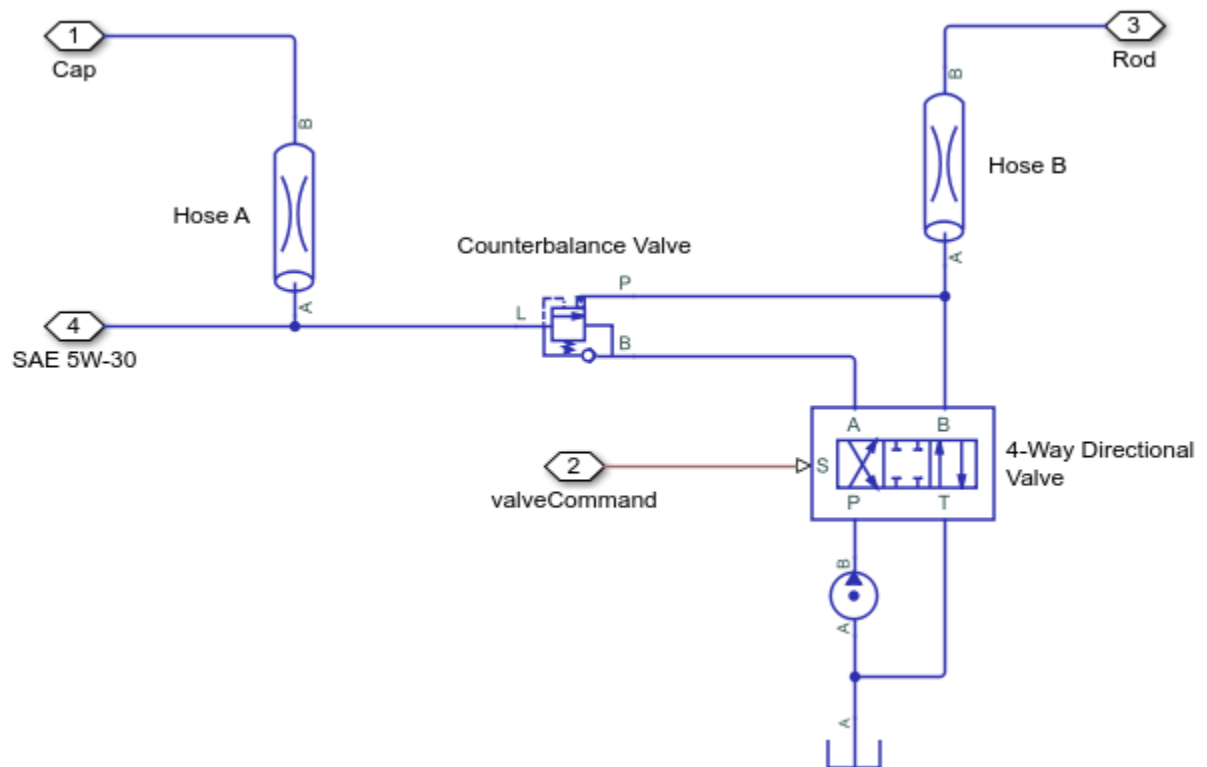 1
Cap
3
Rod
B
B
Hose B
Hose A
Counterbalance Valve
A
P
A
4
SAE 5W-30
L
B
A
B
4-Way Directional
Valve
2
valveCommand
S
P
T
B
A
A